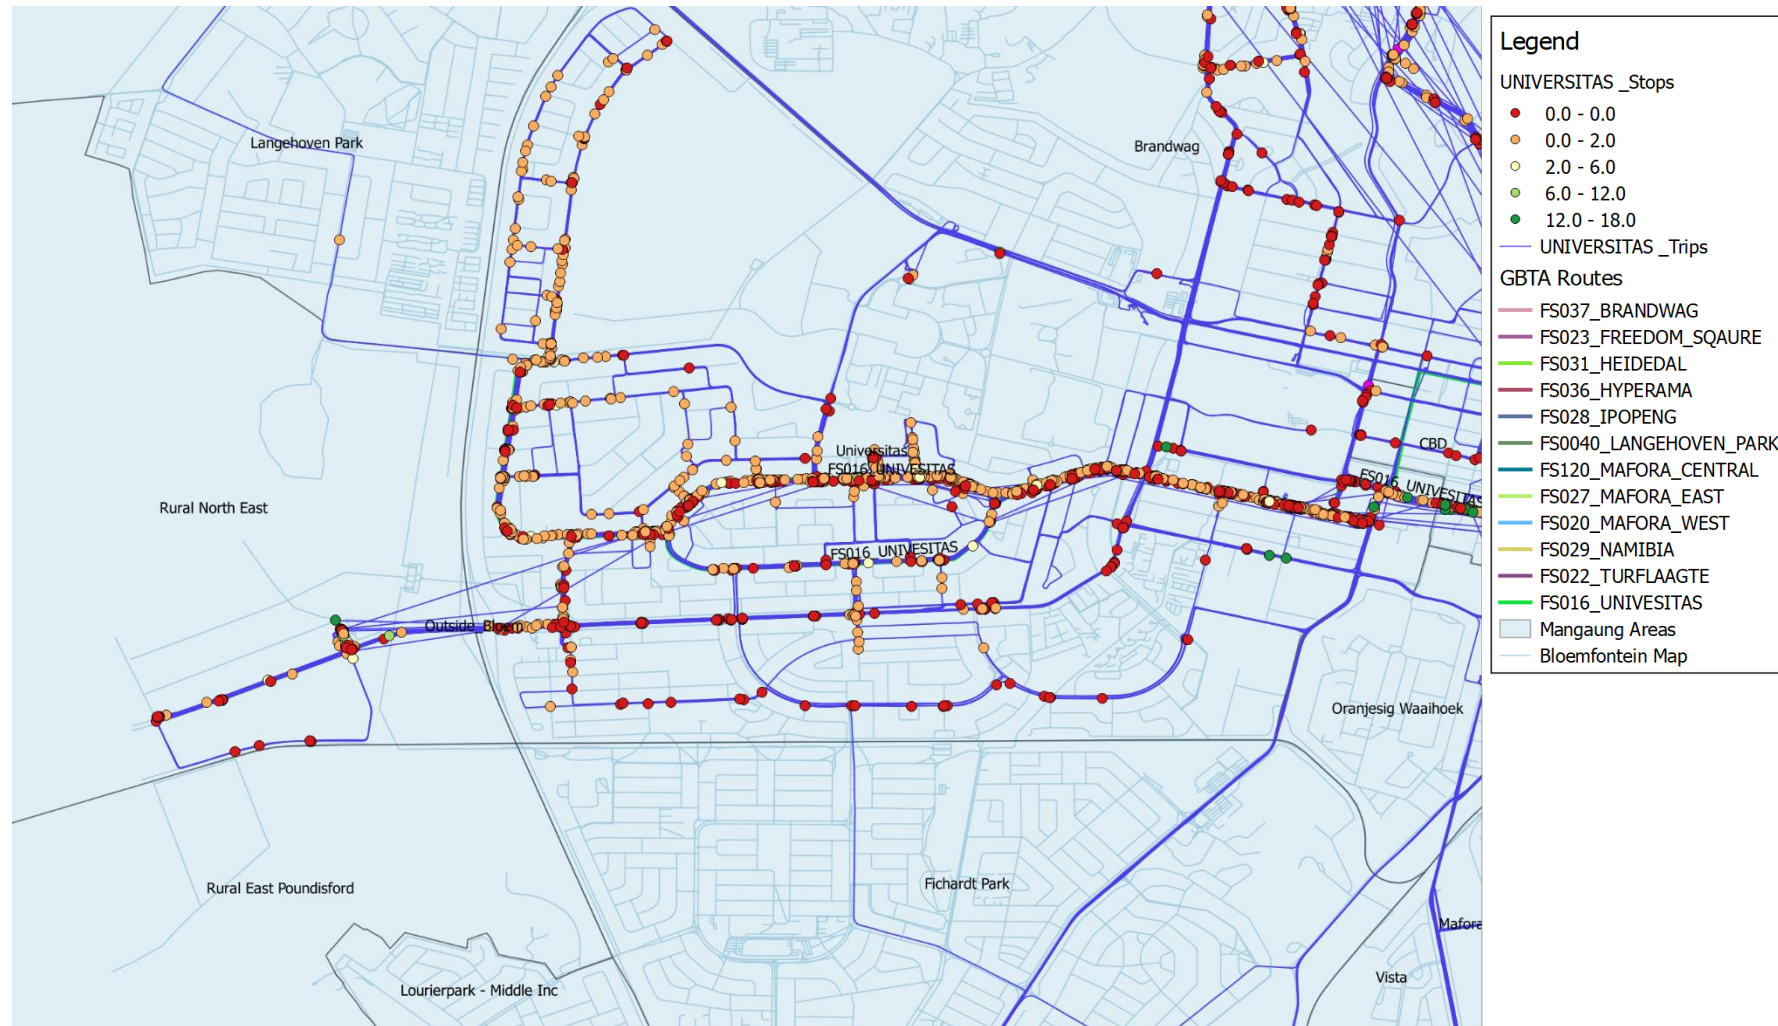 Langehoven Park
Brandwag
Universitas
FS016_UNIVESITAS
CBD
FS016_UNIVESITAS
Rural North East
FS016_UNIVESITAS
Outside_Bloem
Oranjesig Waaihoek
Rural East Poundisford
Fichardt Park
Mafora
Vista
Lourierpark - Middle Inc
Legend
UNIVERSITAS _Stops
0.0 - 0.0
0.0 - 2.0
2.0 - 6.0
6.0 - 12.0
12.0 - 18.0
UNIVERSITAS _Trips
GBTA Routes
FS037_BRANDWAG
FS023_FREEDOM_SQAURE
FS031_HEIDEDAL
FS036_HYPERAMA
FS028_IPOPENG
FS0040_LANGEHOVEN_PARK
FS120_MAFORA_CENTRAL
FS027_MAFORA_EAST
FS020_MAFORA_WEST
FS029_NAMIBIA
FS022_TURFLAAGTE
FS016_UNIVESITAS
Mangaung Areas
Bloemfontein Map